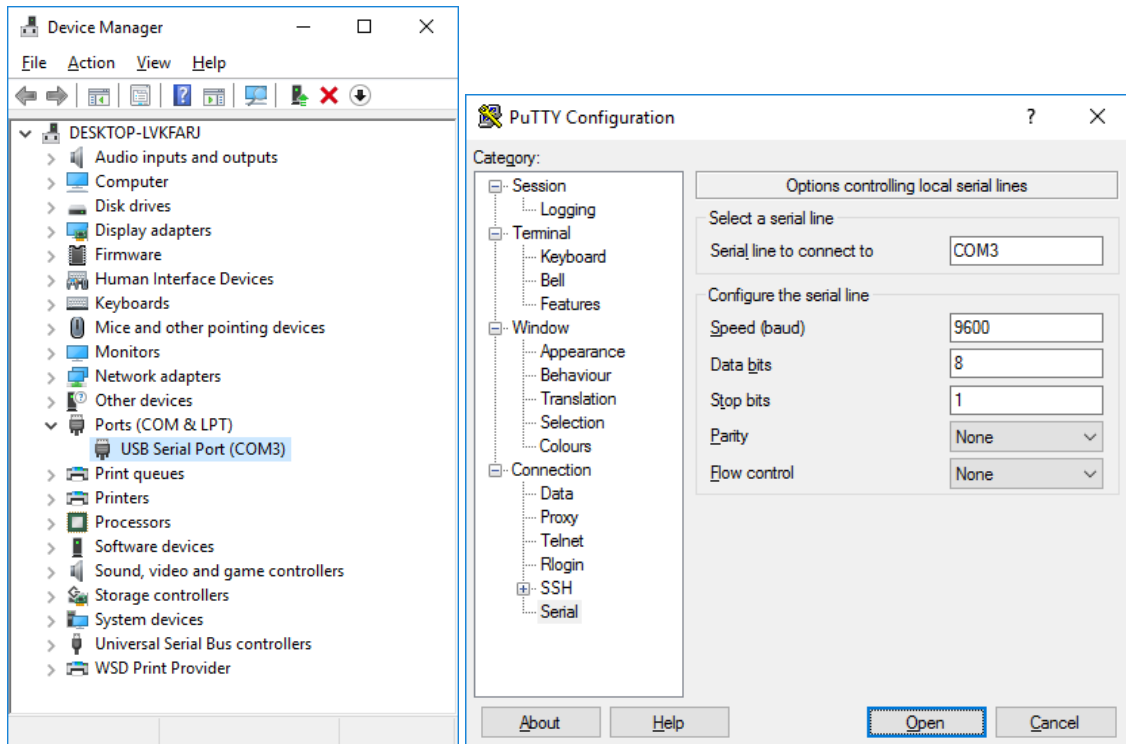 Device Manager
File Action View Help
DESKTOP-LVKFARJ
Audio inputs and outputs
Computer
Disk drives
Display adapters
Firmware
Human Interface Devices
Keyboards
Mice and other pointing devices
Monitors
Network adapters
Other devices
Ports (COM & LPT)
USB Serial Port (COM3)
Print queues
Printers
Processors
Software devices
Sound, video and game controllers
Storage controllers
System devices
Universal Serial Bus controllers
WSD Print Provider
PuTTY Configuration
Category:
Session
Logging
Terminal
Keyboard
Bell
Features
Window
Appearance
Behaviour
Translation
Selection
Colours
Connection
Data
Proxy
Telnet
Rlogin
SSH
Serial
Options controlling local serial lines
Select a serial line
Serial line to connect to COM3
Configure the serial line
Speed (baud) 9600
Data bits 8
Stop bits 1
Parity None
Flow control None
About Help Open Cancel